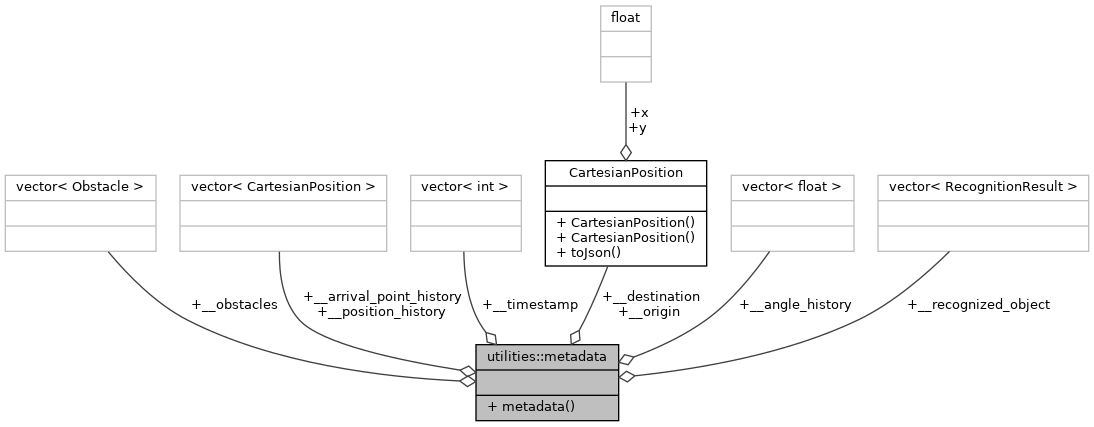 float
+x
+y
CartesianPosition
+ CartesianPosition()
+ CartesianPosition()
+ toJson()
vector< Obstacle >
vector< CartesianPosition >
vector< int >
vector< float >
vector< RecognitionResult >
+__obstacles
+__arrival_point_history
+__position_history
+__timestamp
+__destination
+__origin
+__angle_history
+__recognized_object
utilities::metadata
+ metadata()